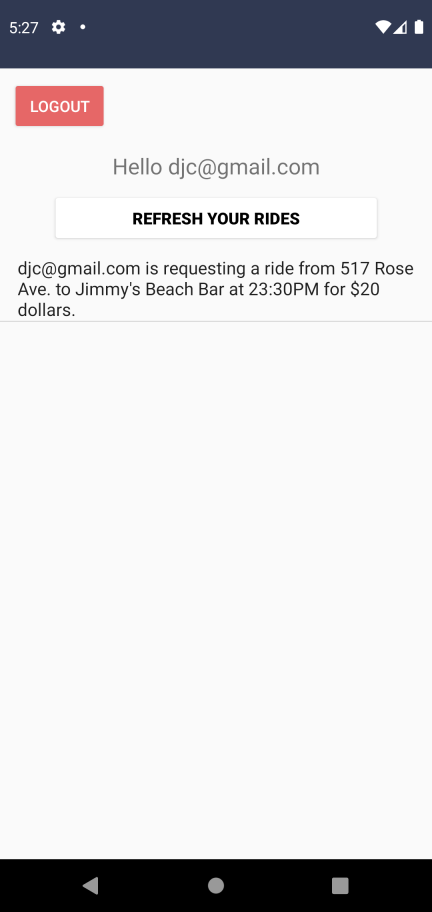 5:27
LOGOUT
Hello djc@gmail.com
REFRESH YOUR RIDES
djc@gmail.com is requesting a ride from 517 Rose
Ave. to Jimmy's Beach Bar at 23:30PM for $20
dollars.